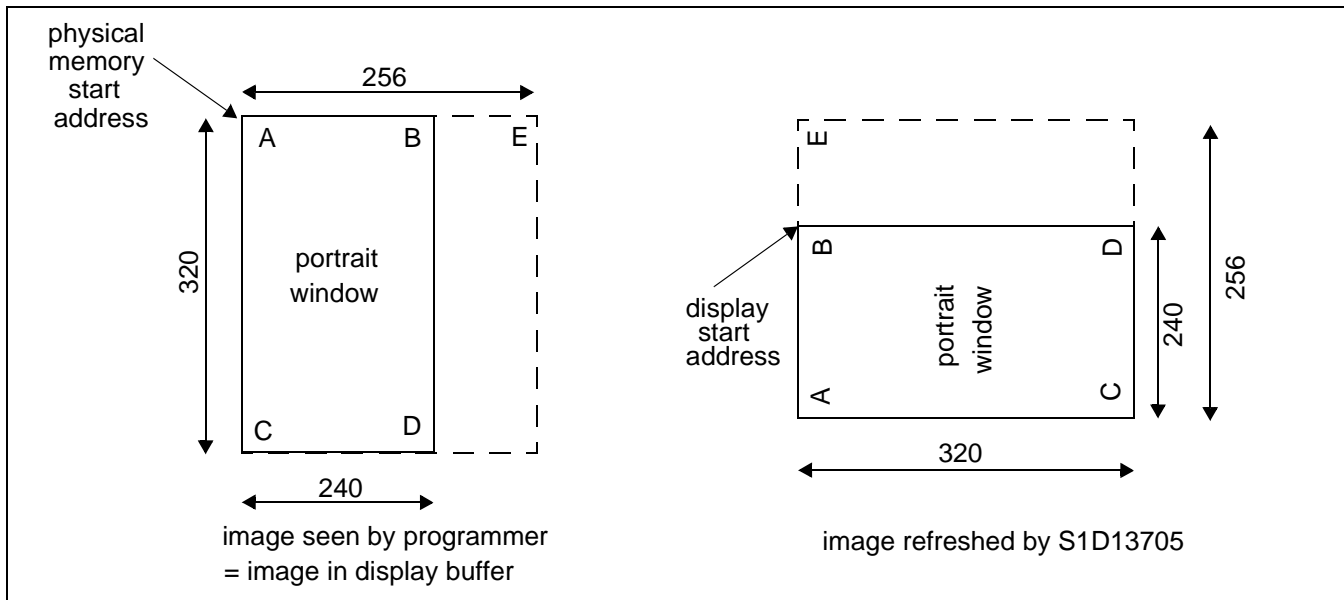 physical
memory
start
address
256
A
B
E
320
portrait
window
C
D
240
image seen by programmer
= image in display buffer
E
display
start
address
B
D
portrait
window
A
C
240
256
320
image refreshed by S1D13705